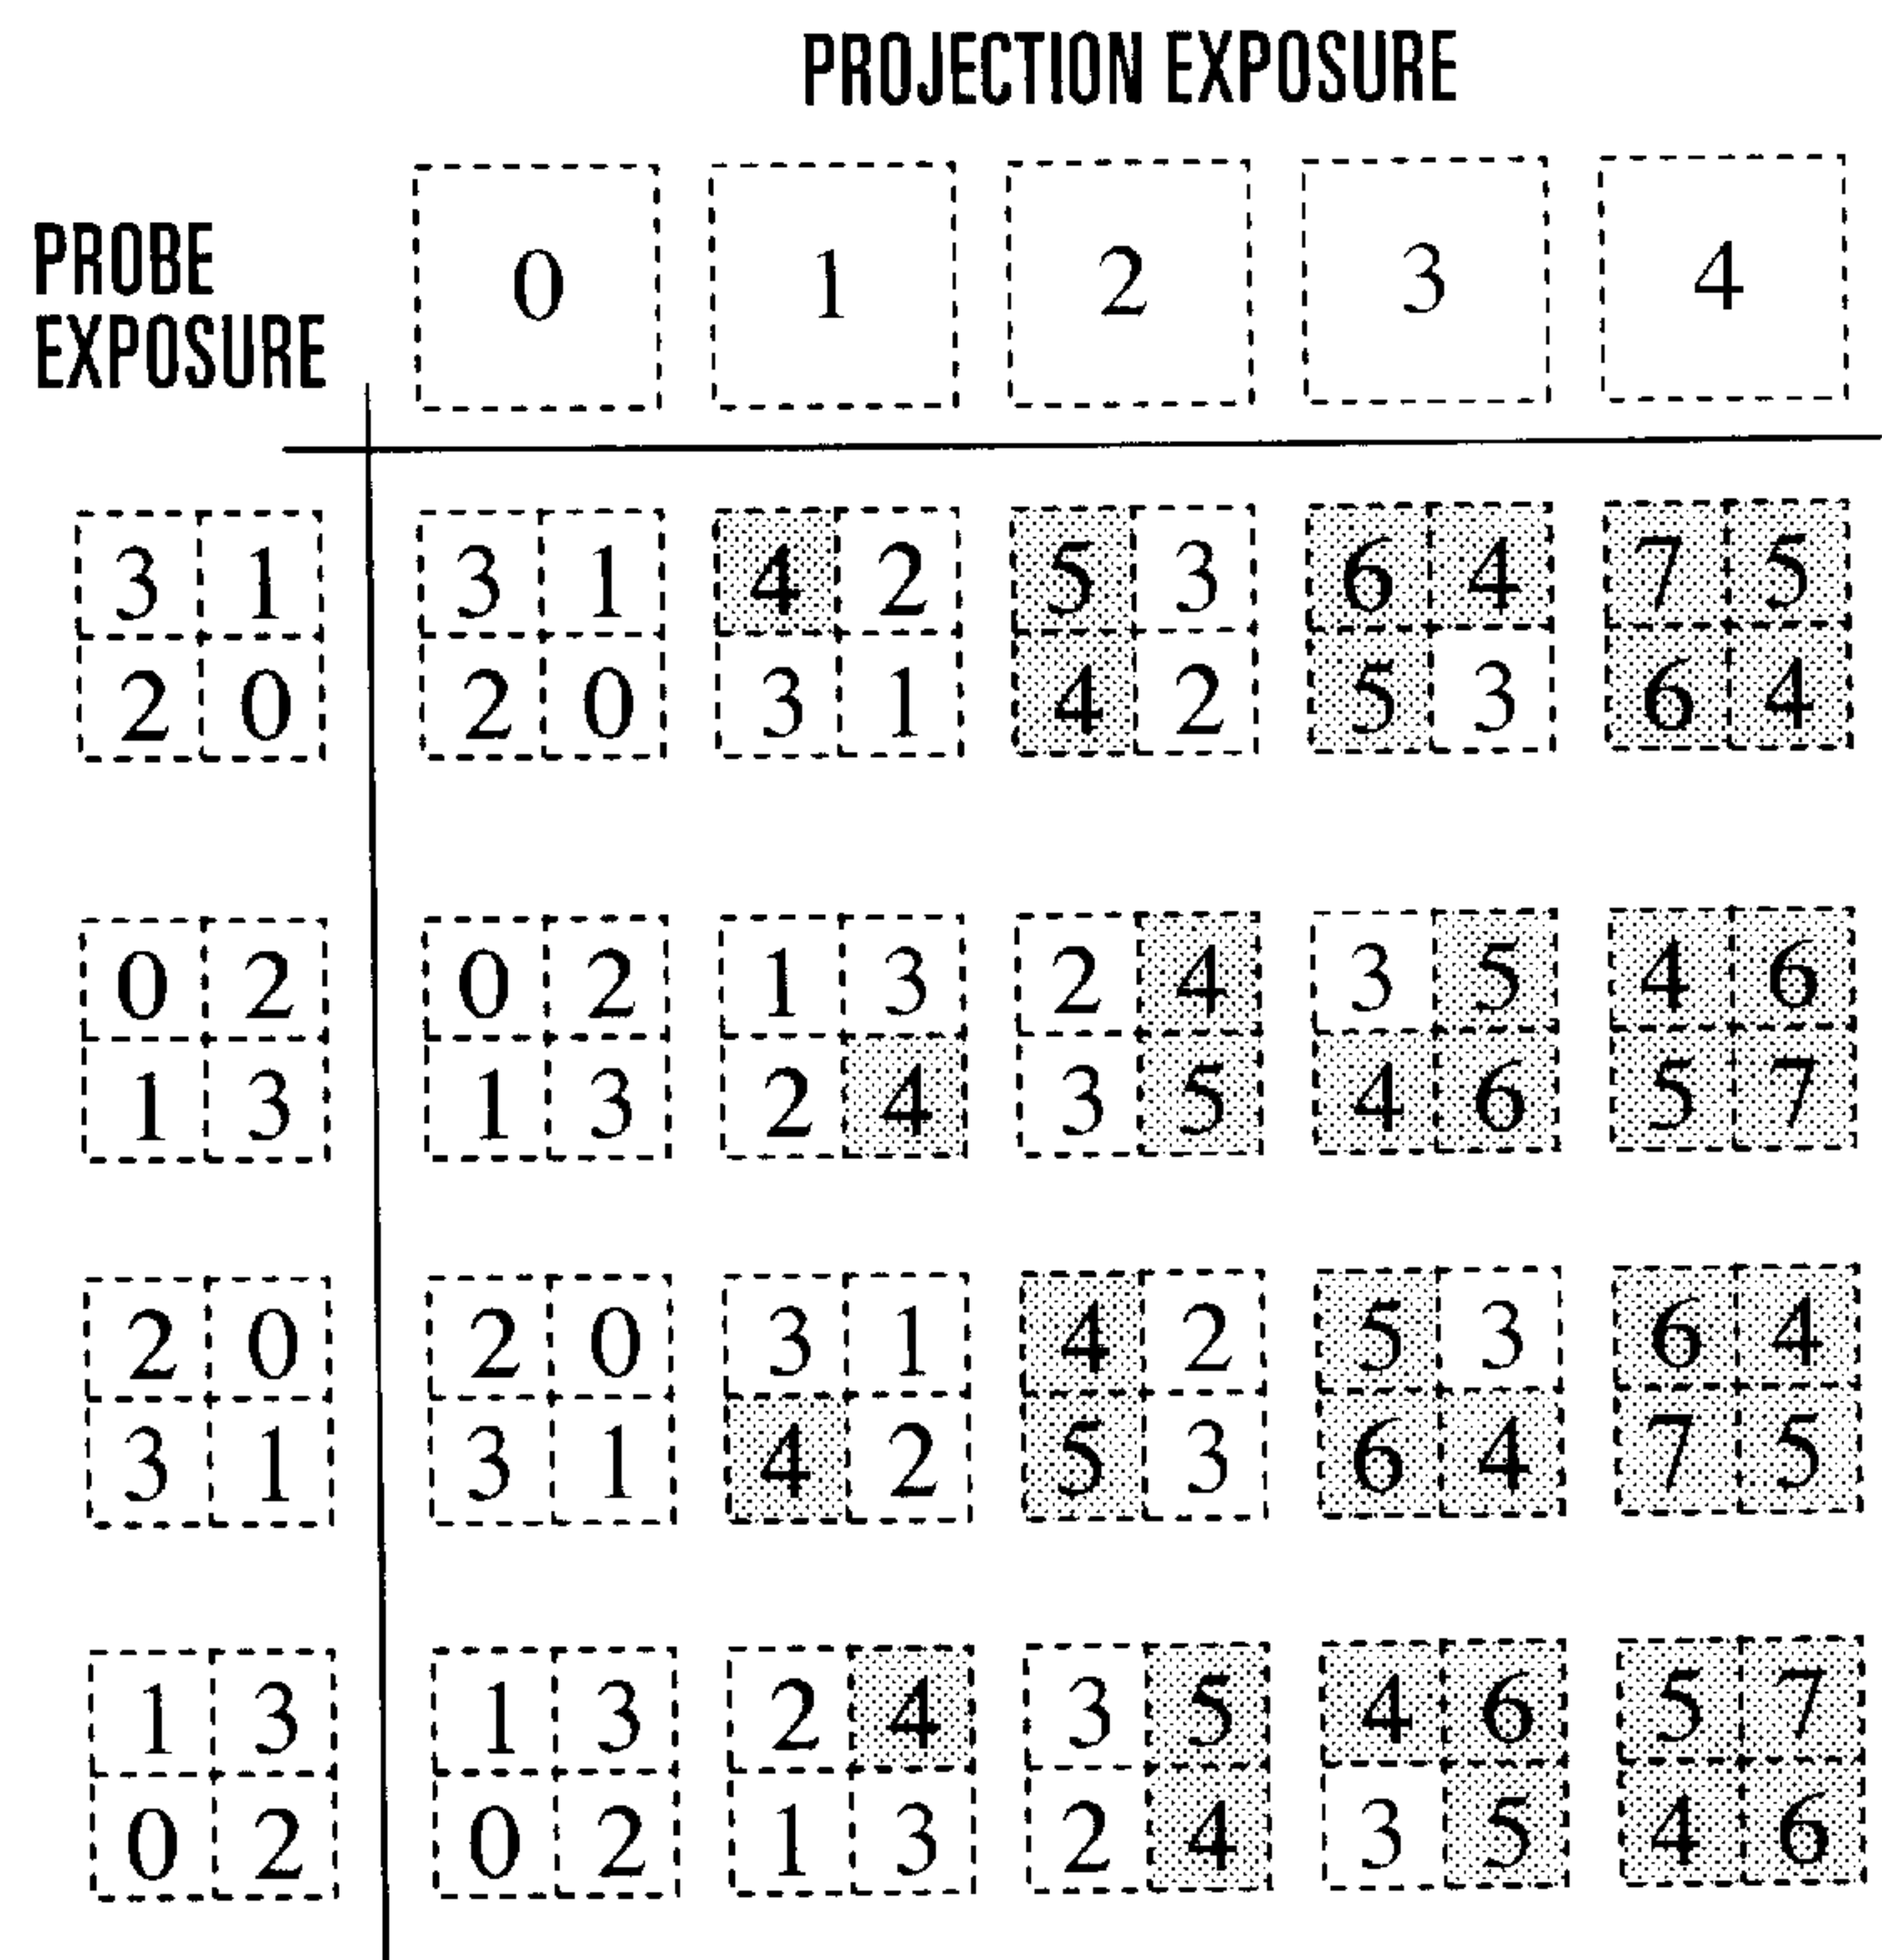 PROJECTION EXPOSURE
PROBE
EXPOSURE
0 1 2 3 4
3 1 3 1 4 2 5 3 6 4 7 5
2 0 2 0 3 1 4 2 5 3 6 4
0 2 0 2 1 3 2 4 3 5 4 6
1 3 1 3 2 4 3 5 4 6 5 7
2 0 2 0 3 1 4 2 5 3 6 4
3 1 3 1 4 2 5 3 6 4 7 5
1 3 1 3 2 4 3 5 4 6 5 7
0 2 0 2 1 3 2 4 3 5 4 6